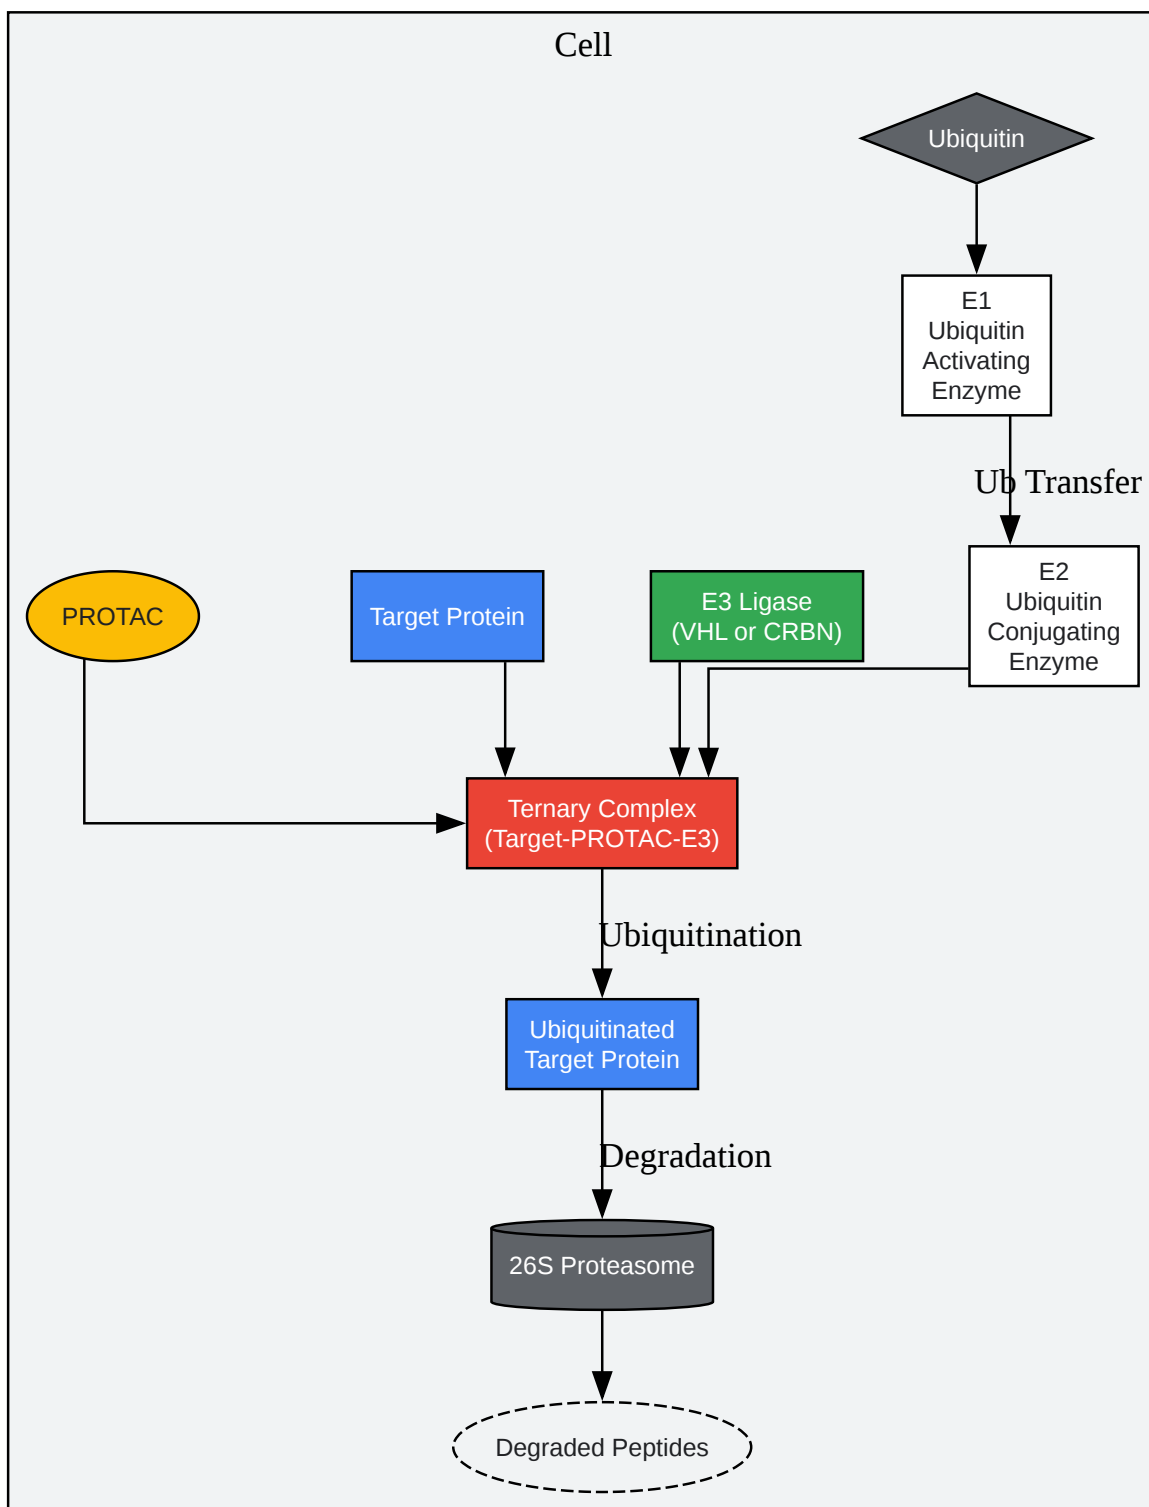 Cell
Ubiquitin
E1
Ubiquitin
Activating
Enzyme
Ub Transfer
PROTAC
Target Protein
E3 Ligase
(VHL or CRBN)
E2
Ubiquitin
Conjugating
Enzyme
Ternary Complex
(Target-PROTAC-E3)
Ubiquitination
Ubiquitinated
Target Protein
Degradation
26S Proteasome
Degraded Peptides